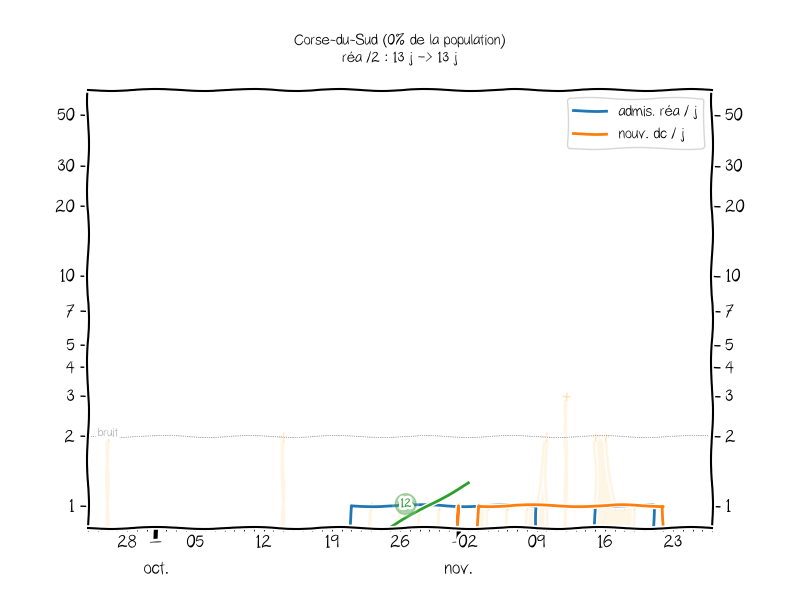 Corse-du-Sud (0% de la population)
réa /2 : 13 j -> 13 j
admis. réa / j
nouv. dc / j
50 50
30 30
20 20
10 10
7 7
5 5
4 4
3 3
2 bruit 2
12
1 1
28 05 12 19 26 02 09 16 23
oct. nov.